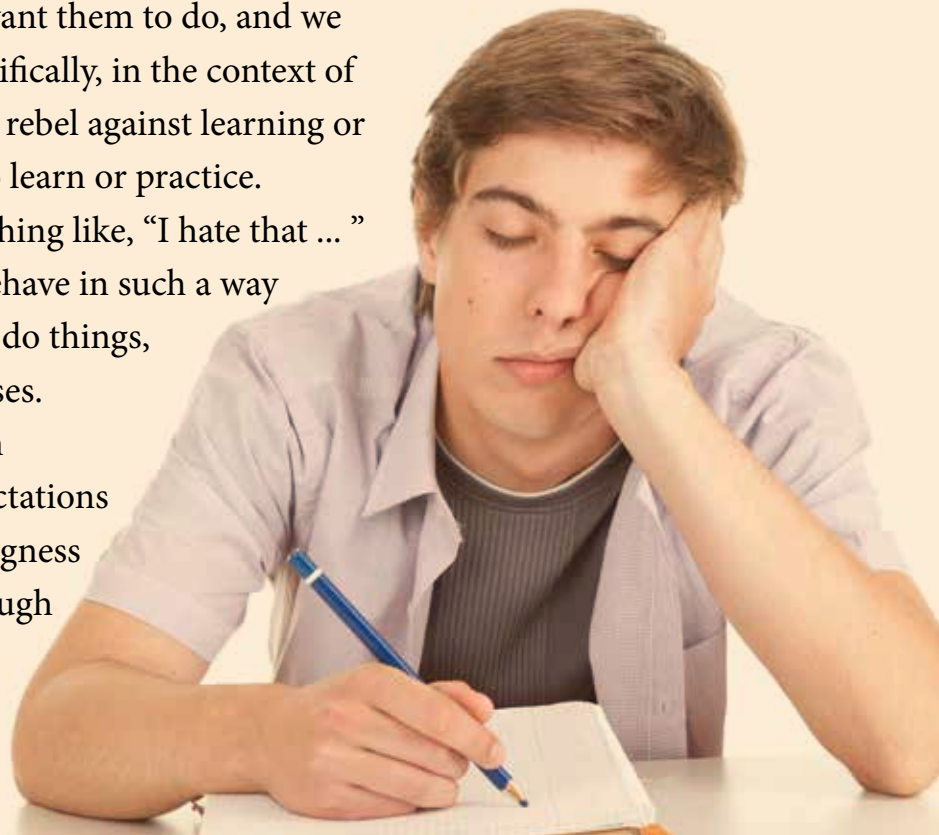 ant them to do, and we
ifically, in the context of
rebel against learning or
learn or practice.
hing like, “I hate that ... ”
ehave in such a way
do things,
ses.
ctations
gness
ugh